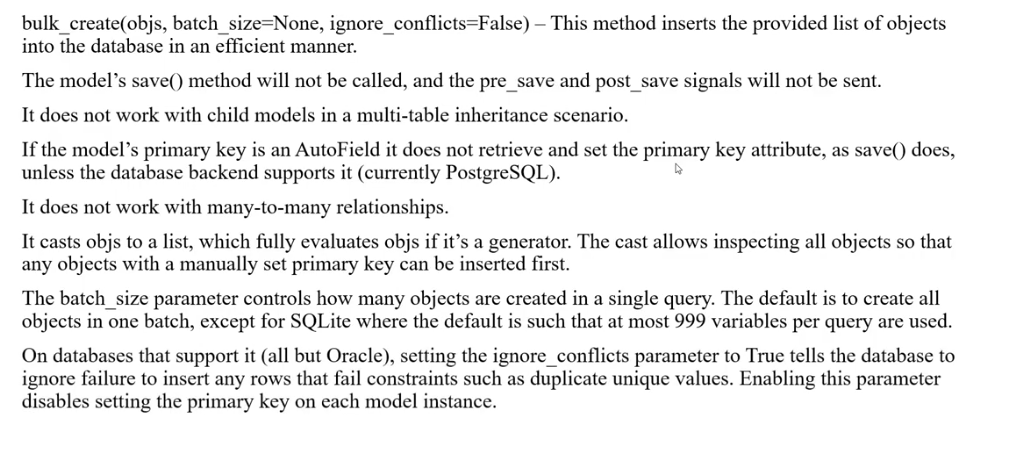 bulk_create(objs, batch_size=None, ignore_conflicts=False) – This method inserts the provided list of objects
into the database in an efficient manner.
The model’s save() method will not be called, and the pre_save and post_save signals will not be sent.
It does not work with child models in a multi-table inheritance scenario.
If the model’s primary key is an AutoField it does not retrieve and set the primary key attribute, as save() does,
unless the database backend supports it (currently PostgreSQL).
It does not work with many-to-many relationships.
It casts objs to a list, which fully evaluates objs if it’s a generator. The cast allows inspecting all objects so that
any objects with a manually set primary key can be inserted first.
The batch_size parameter controls how many objects are created in a single query. The default is to create all
objects in one batch, except for SQLite where the default is such that at most 999 variables per query are used.
On databases that support it (all but Oracle), setting the ignore_conflicts parameter to True tells the database to
ignore failure to insert any rows that fail constraints such as duplicate unique values. Enabling this parameter
disables setting the primary key on each model instance.